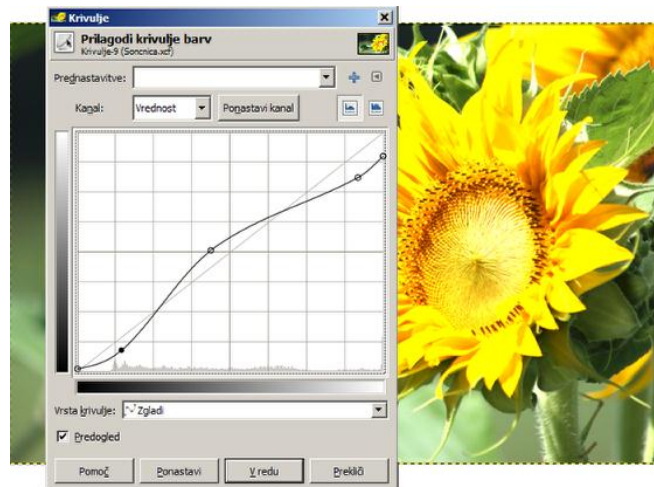 Krivulje
Prilagodi krivulje barv
Krivulje-9 (Soncnica.xcf)
Prednastavitve:
Kanal: Vrednost Ponastavi kanal
Vrsta krivulje: Zgladi
Predogled
Pomoč Ponastavi V redu Prekliči